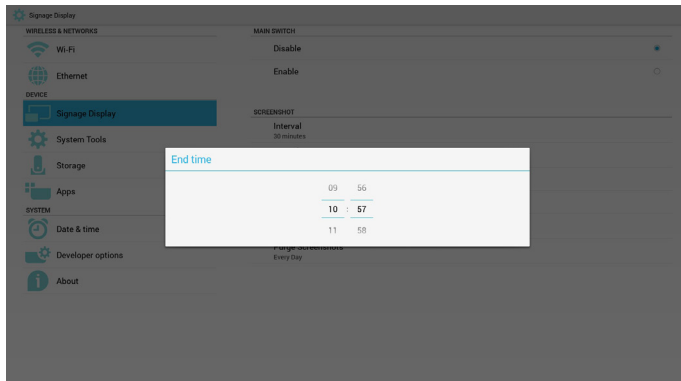 Signage Display
WIRELESS & NETWORKS
Wi-Fi
Ethernet
DEVICE
Signage Display
System Tools
Storage
Apps
SYSTEM
Date & time
Developer options
About
MAIN SWITCH
Disable
Enable
SCREENSHOT
Interval
30 minutes
End time
09 56
10 : 57
11 58
Purge Screenshots
Every Day